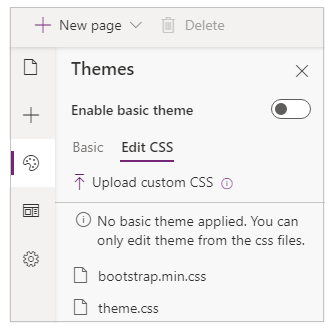 New page
Delete
Themes
Enable basic theme
Basic
Edit CSS
Upload custom CSS
No basic theme applied. You can
only edit theme from the css files.
bootstrap.min.css
theme.css